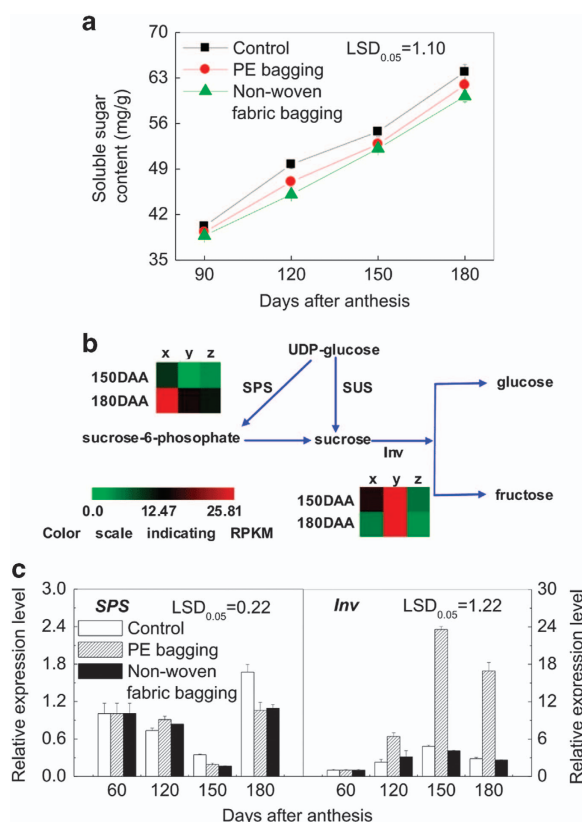 a
70
63
56
49
42
35
Soluble sugar
content (mg/g)
Control
PE bagging
Non-woven
fabric bagging
LSD0.05=1.10
90 120 150 180
Days after anthesis
b
x y z
150DAA
180DAA
UDP-glucose
SPS
SUS
sucrose-6-phosophate
sucrose
Inv
glucose
fructose
x y z
150DAA
180DAA
0.0 12.47 25.81
Color scale indicating RPKM
c
3.0
2.4
1.8
1.2
0.6
0.0
Relative expression level
SPS
LSD0.05=0.22
Control
PE bagging
Non-woven
fabric bagging
60 120 150 180
Days after anthesis
Inv
LSD0.05=1.22
60 120 150 180
Days after anthesis
30
24
18
12
6
0
Relative expression level